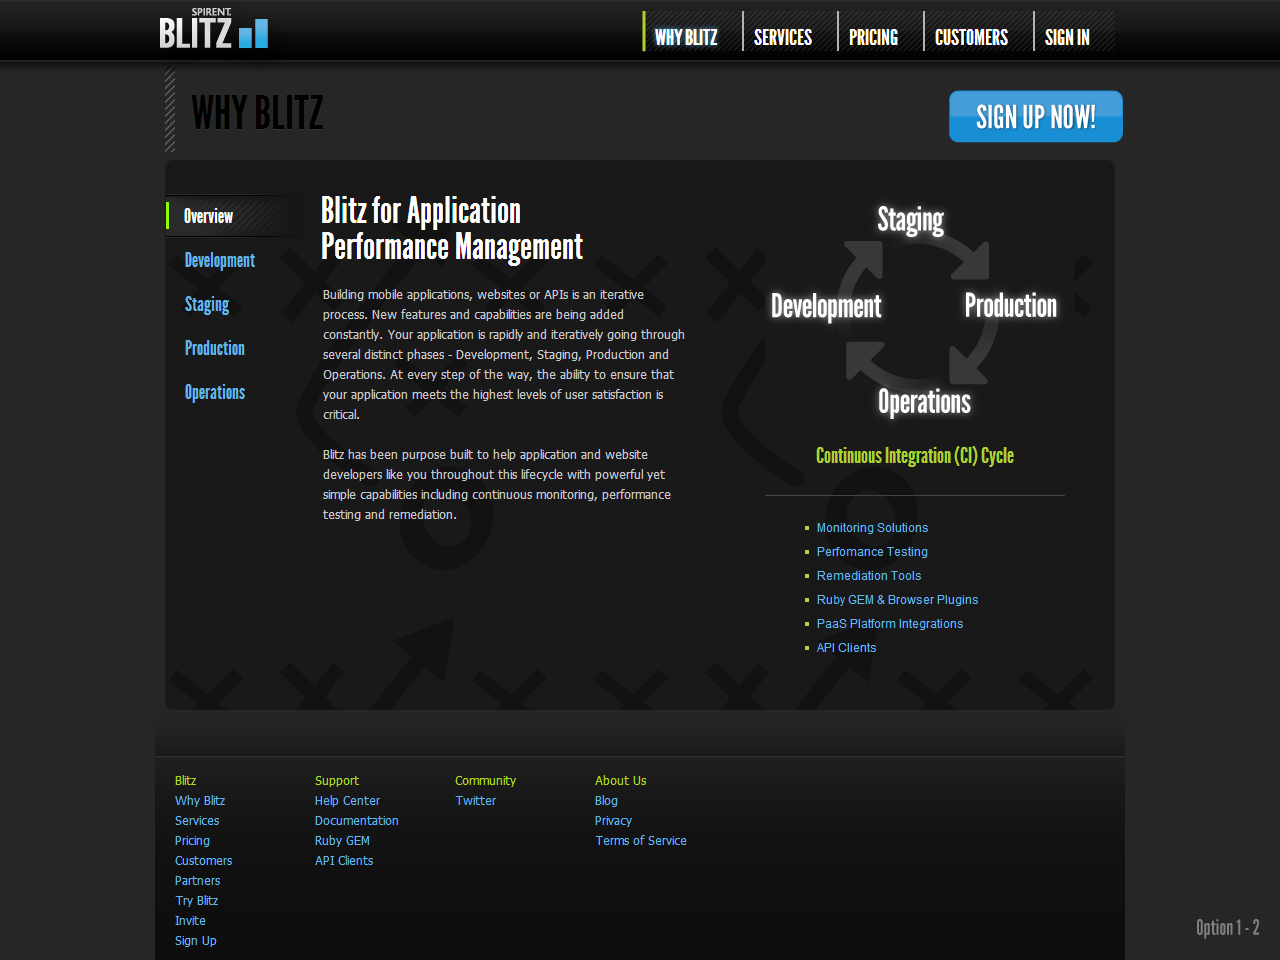 SPIRENT
BLITZ
WHY BLITZ
SERVICES
PRICING
CUSTOMERS
SIGN IN
WHY BLITZ
SIGN UP NOW!
Overview
Development
Staging
Production
Operations
Blitz for Application
Performance Management
Building mobile applications, websites or APIs is an iterative
process. New features and capabilities are being added
constantly. Your application is rapidly and iteratively going through
several distinct phases - Development, Staging, Production and
Operations. At every step of the way, the ability to ensure that
your application meets the highest levels of user satisfaction is
critical.
Blitz has been purpose built to help application and website
developers like you throughout this lifecycle with powerful yet
simple capabilities including continuous monitoring, performance
testing and remediation.
Staging
Development
Production
Operations
Continuous Integration (CI) Cycle
Monitoring Solutions
Perfomance Testing
Remediation Tools
Ruby GEM & Browser Plugins
PaaS Platform Integrations
API Clients
Blitz
Why Blitz
Services
Pricing
Customers
Partners
Try Blitz
Invite
Sign Up
Support
Help Center
Documentation
Ruby GEM
API Clients
Community
Twitter
About Us
Blog
Privacy
Terms of Service
Option 1 - 2